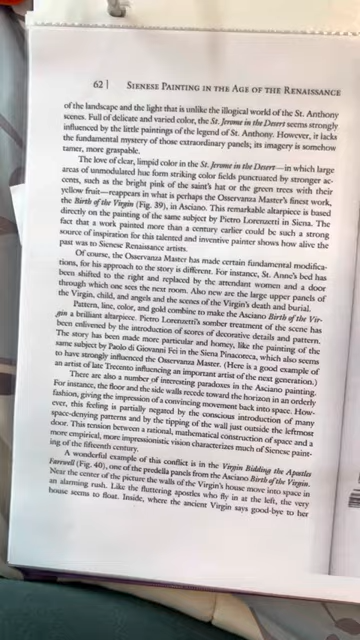 62 | SIENESE PAINTING IN THE AGE OF THE RENAISSANCE
of the landscape and the light that is unlike the illogical world of the St. Anthony
scenes. Full of delicate and varied color, the St. Jerome in the Desert seems strongly
influenced by the little paintings of the legend of St. Anthony. However, it lacks
the fundamental mystery of those extraordinary panels; its imagery is somehow
tamer, more graspable.
The love of clear, limpid color in the St. Jerome in the Desert—in which large
areas of unmodulated hue form striking color fields punctuated by stronger ac-
cents, such as the bright pink of the saint's hat or the green trees with their
yellow fruit—reappears in what is perhaps the Osservanza Master's finest work,
the Birth of the Virgin (Fig. 39), in Asciano. This remarkable altarpiece is based
directly on the painting of the same subject by Pietro Lorenzetti in Siena. The
fact that a work painted more than a century earlier could be such a strong
source of inspiration for this talented and inventive painter shows how alive the
past was to Sienese Renaissance artists.
Of course, the Osservanza Master has made certain fundamental modifica-
tions, for his approach to the story is different. For instance, St. Anne's bed has
been shifted to the right and replaced by the attendant women and a door
through which one sees the next room. Also new are the large upper panels of
the Virgin, child, and angels and the scenes of the Virgin's death and burial.
Pattern, line, color, and gold combine to make the Asciano Birth of the Vir-
gin a brilliant altarpiece. Pietro Lorenzetti's somber treatment of the scene has
been enlivened by the introduction of scores of decorative details and pattern.
The story has been made more particular and homey, like the painting of the
same subject by Paolo di Giovanni Fei in the Siena Pinacoteca, which also seems
to have strongly influenced the Osservanza Master. (Here is a good example of
an artist of late Trecento influencing an important artist of the next generation.)
There are also a number of interesting paradoxes in the Asciano painting.
For instance, the floor and the side walls recede toward the horizon in an orderly
fashion, giving the impression of a convincing movement back into space. How-
ever, this feeling is partially negated by the conscious introduction of many
space-denying patterns and by the tipping of the wall just outside the leftmost
door. This tension between a rational, mathematical construction of space and a
more empirical, more impressionistic vision characterizes much of Sienese paint-
ing of the fifteenth century.
A wonderful example of this conflict is in the Virgin Bidding the Apostles
Farewell (Fig. 40), one of the predella panels from the Asciano Birth of the Virgin.
Near the center of the picture the walls of the Virgin's house move into space in
an alarming rush. Like the fluttering apostles who fly in at the left, the very
house seems to float. Inside, where the ancient Virgin says good-bye to her